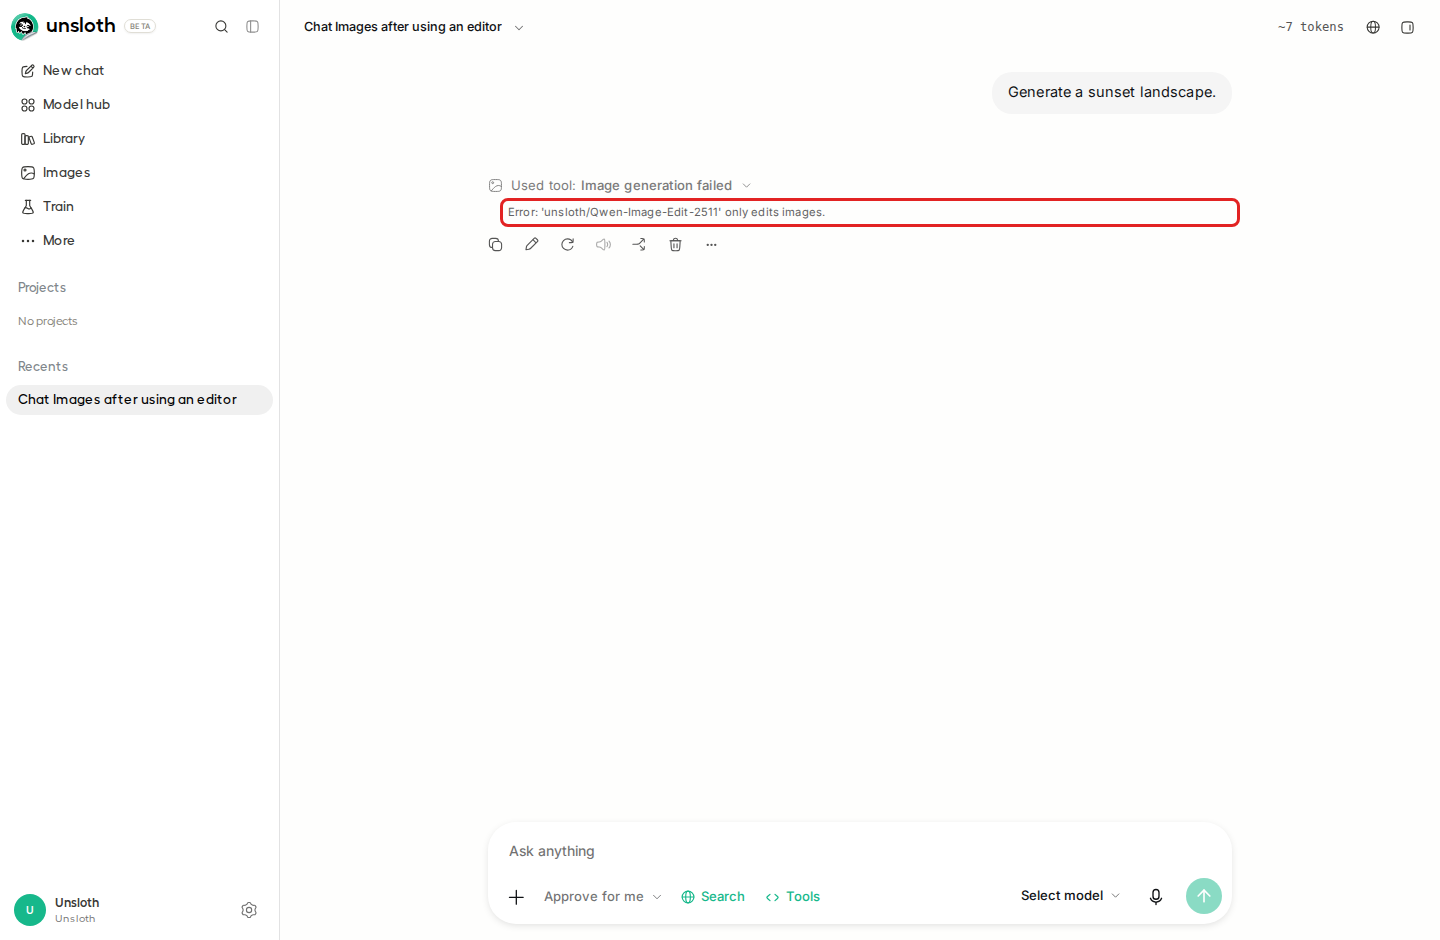 unsloth BETA
New chat
Model hub
Library
Images
Train
More
Projects
No projects
Recents
Chat Images after using an editor
U
Unsloth
Unsloth
Chat Images after using an editor
~7 tokens
Generate a sunset landscape.
Used tool: Image generation failed
Error: 'unsloth/Qwen-Image-Edit-2511' only edits images.
Ask anything
Approve for me
Search
Tools
Select model